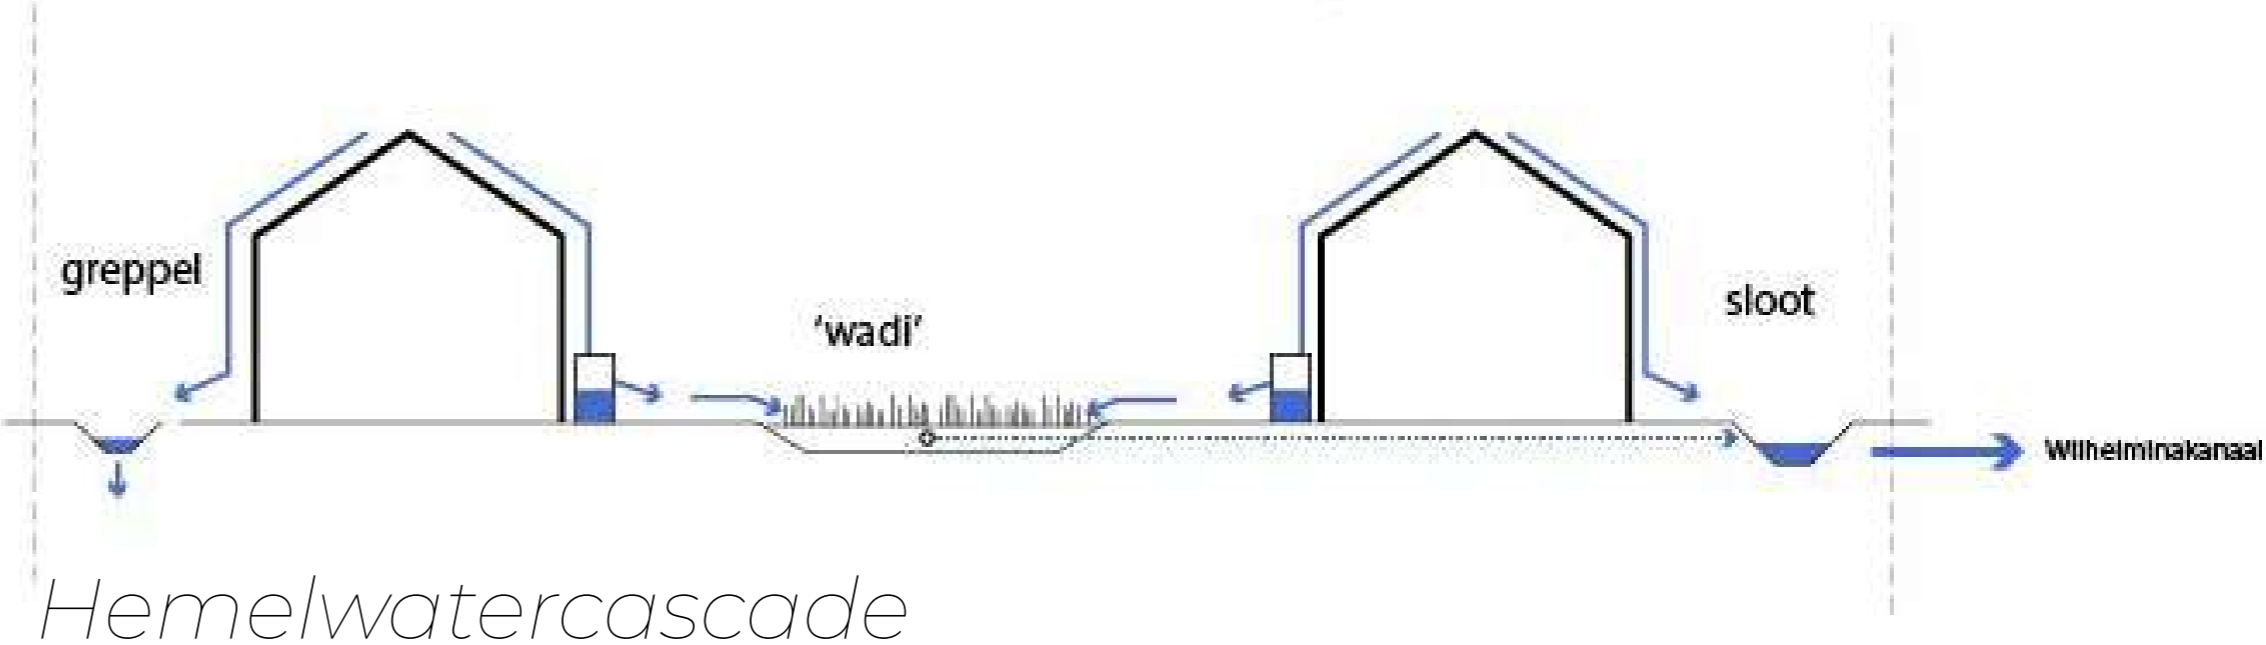 greppel
'wadi'
sloot
Wilhelminakanaal
Hemelwatercascade